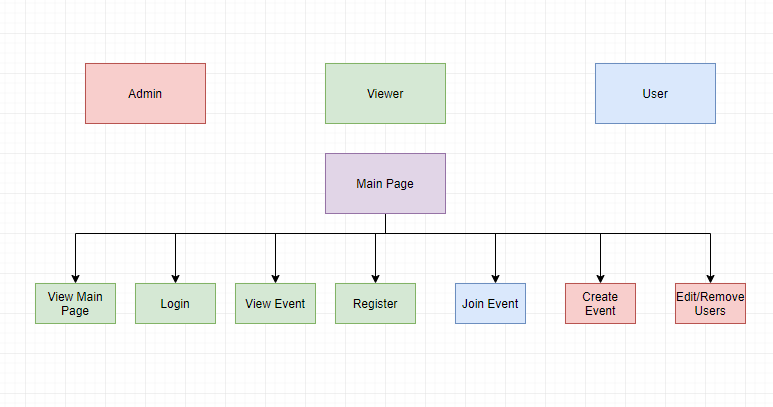 Admin
Viewer
User
Main Page
View Main
Page
Login
View Event
Register
Join Event
Create
Event
Edit/Remove
Users